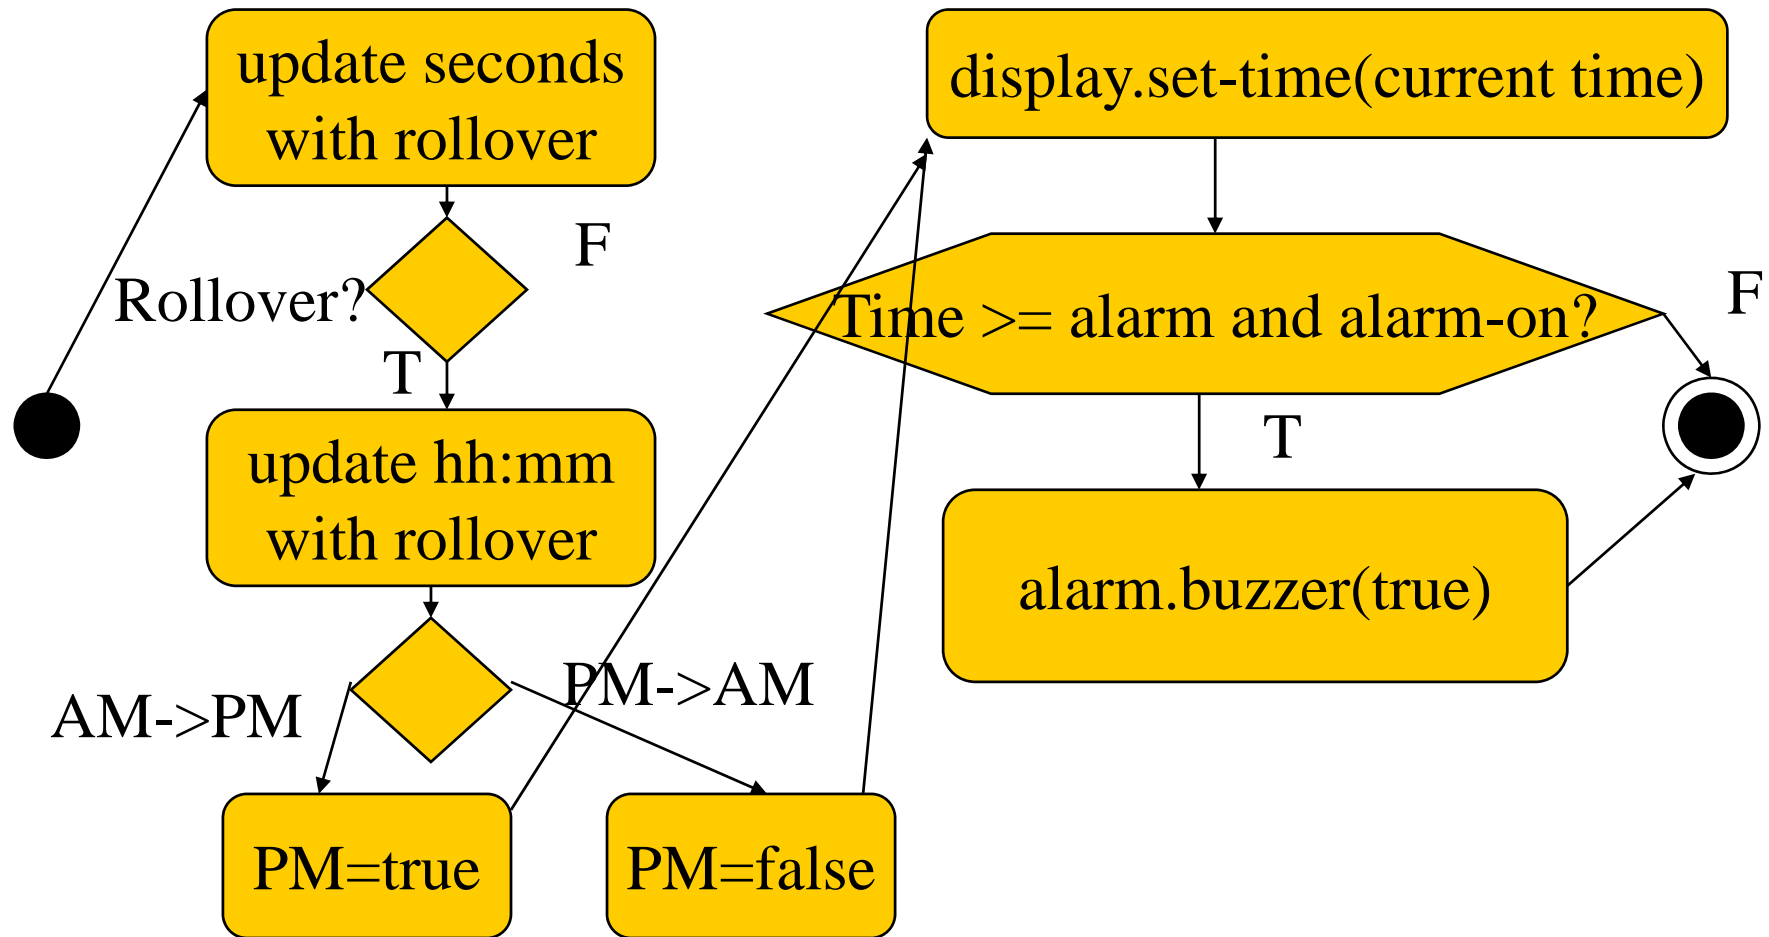 update seconds
with rollover
Rollover?
F
T
update hh:mm
with rollover
AM->PM
PM->AM
PM=true
PM=false
display.set-time(current time)
Time >= alarm and alarm-on?
F
T
alarm.buzzer(true)